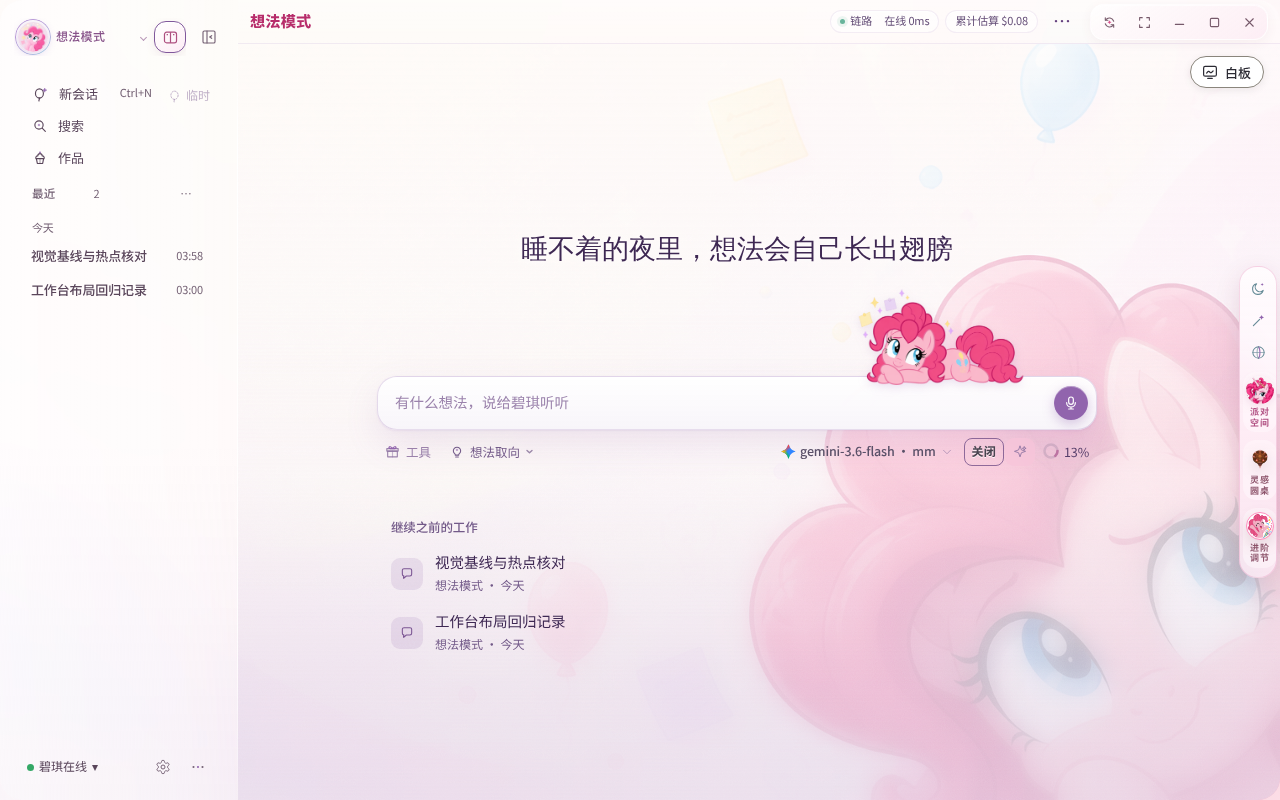 想法模式
新会话 Ctrl+N 临时
搜索
作品
最近 2 ...
今天
视觉基线与热点核对 03:58
工作台布局回归记录 03:00
碧琪在线 ▾ ...
想法模式
链路 在线 0ms 累计估算 $0.08 ...
白板
睡不着的夜里，想法会自己长出翅膀
有什么想法，说给碧琪听听
工具 想法取向 gemini-3.6-flash • mm 关闭 13%
继续之前的工作
视觉基线与热点核对
想法模式 • 今天
工作台布局回归记录
想法模式 • 今天
派对
空间
灵感
圆桌
进阶
调节